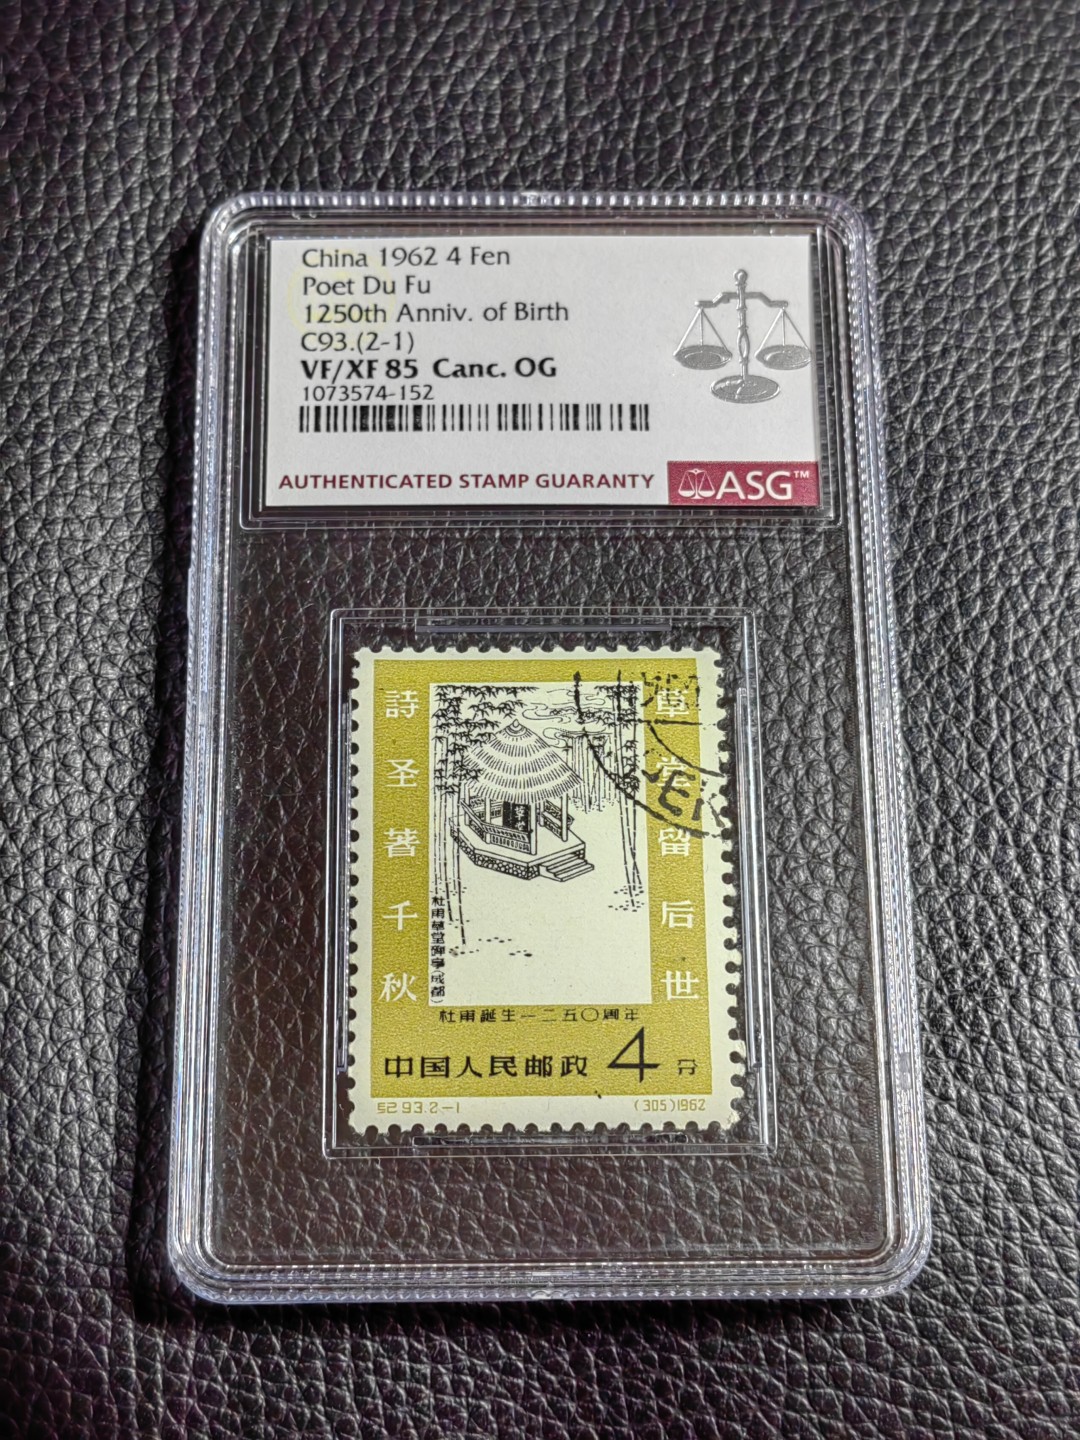 China 1962 4 Fen
Poet Du Fu
1250th Anniv. of Birth
C93.(2-1)
VF/XF 85 Canc. OG
1073574-152
AUTHENTICATED STAMP GUARANTY
ASG™
草堂留后世
詩圣著千秋
杜甫草堂碑亭(成都)
杜甫誕生一二五〇周年
中国人民邮政 4 分
纪93.2-1
(305)1962